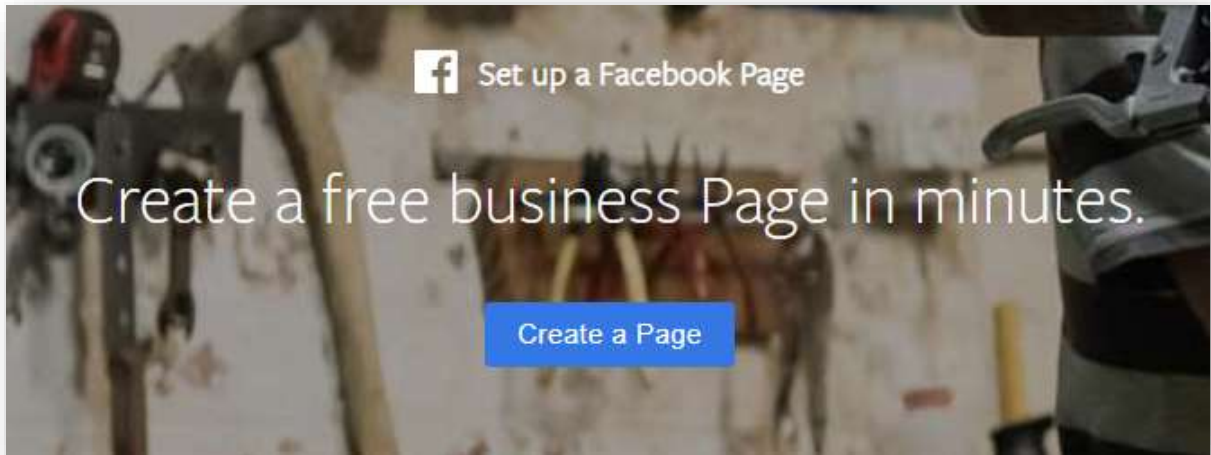 Set up a Facebook Page
Create a free business Page in minutes.
Create a Page